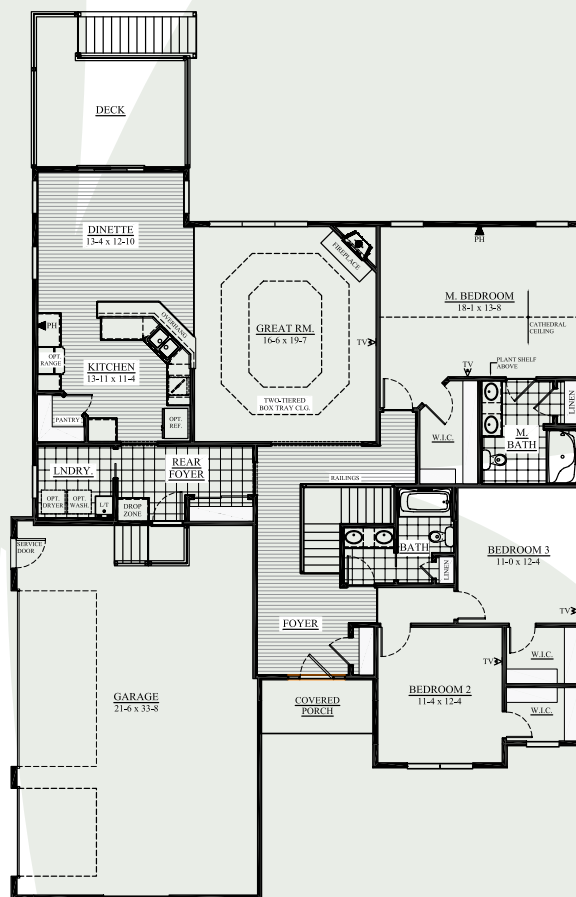 DECK
DINETTE
13-4 x 12-10
PH
OPT.
RANGE
OVERHANG
KITCHEN
13-11 x 11-4
PANTRY
OPT.
REF.
FIREPLACE
GREAT RM.
16-6 x 19-7
TV
TWO-TIERED
BOX TRAY CLG.
PH
M. BEDROOM
18-1 x 13-8
CATHEDRAL
CEILING
TV
PLANT SHELF
ABOVE
W.I.C.
M.
BATH
LINEN
LNDRY.
OPT.
DRYER
OPT.
WASH.
L/T
REAR
FOYER
DROP
ZONE
RAILINGS
BATH
LINEN
BEDROOM 3
11-0 x 12-4
TV
SERVICE
DOOR
FOYER
W.I.C.
TV
BEDROOM 2
11-4 x 12-4
W.I.C.
GARAGE
21-6 x 33-8
COVERED
PORCH